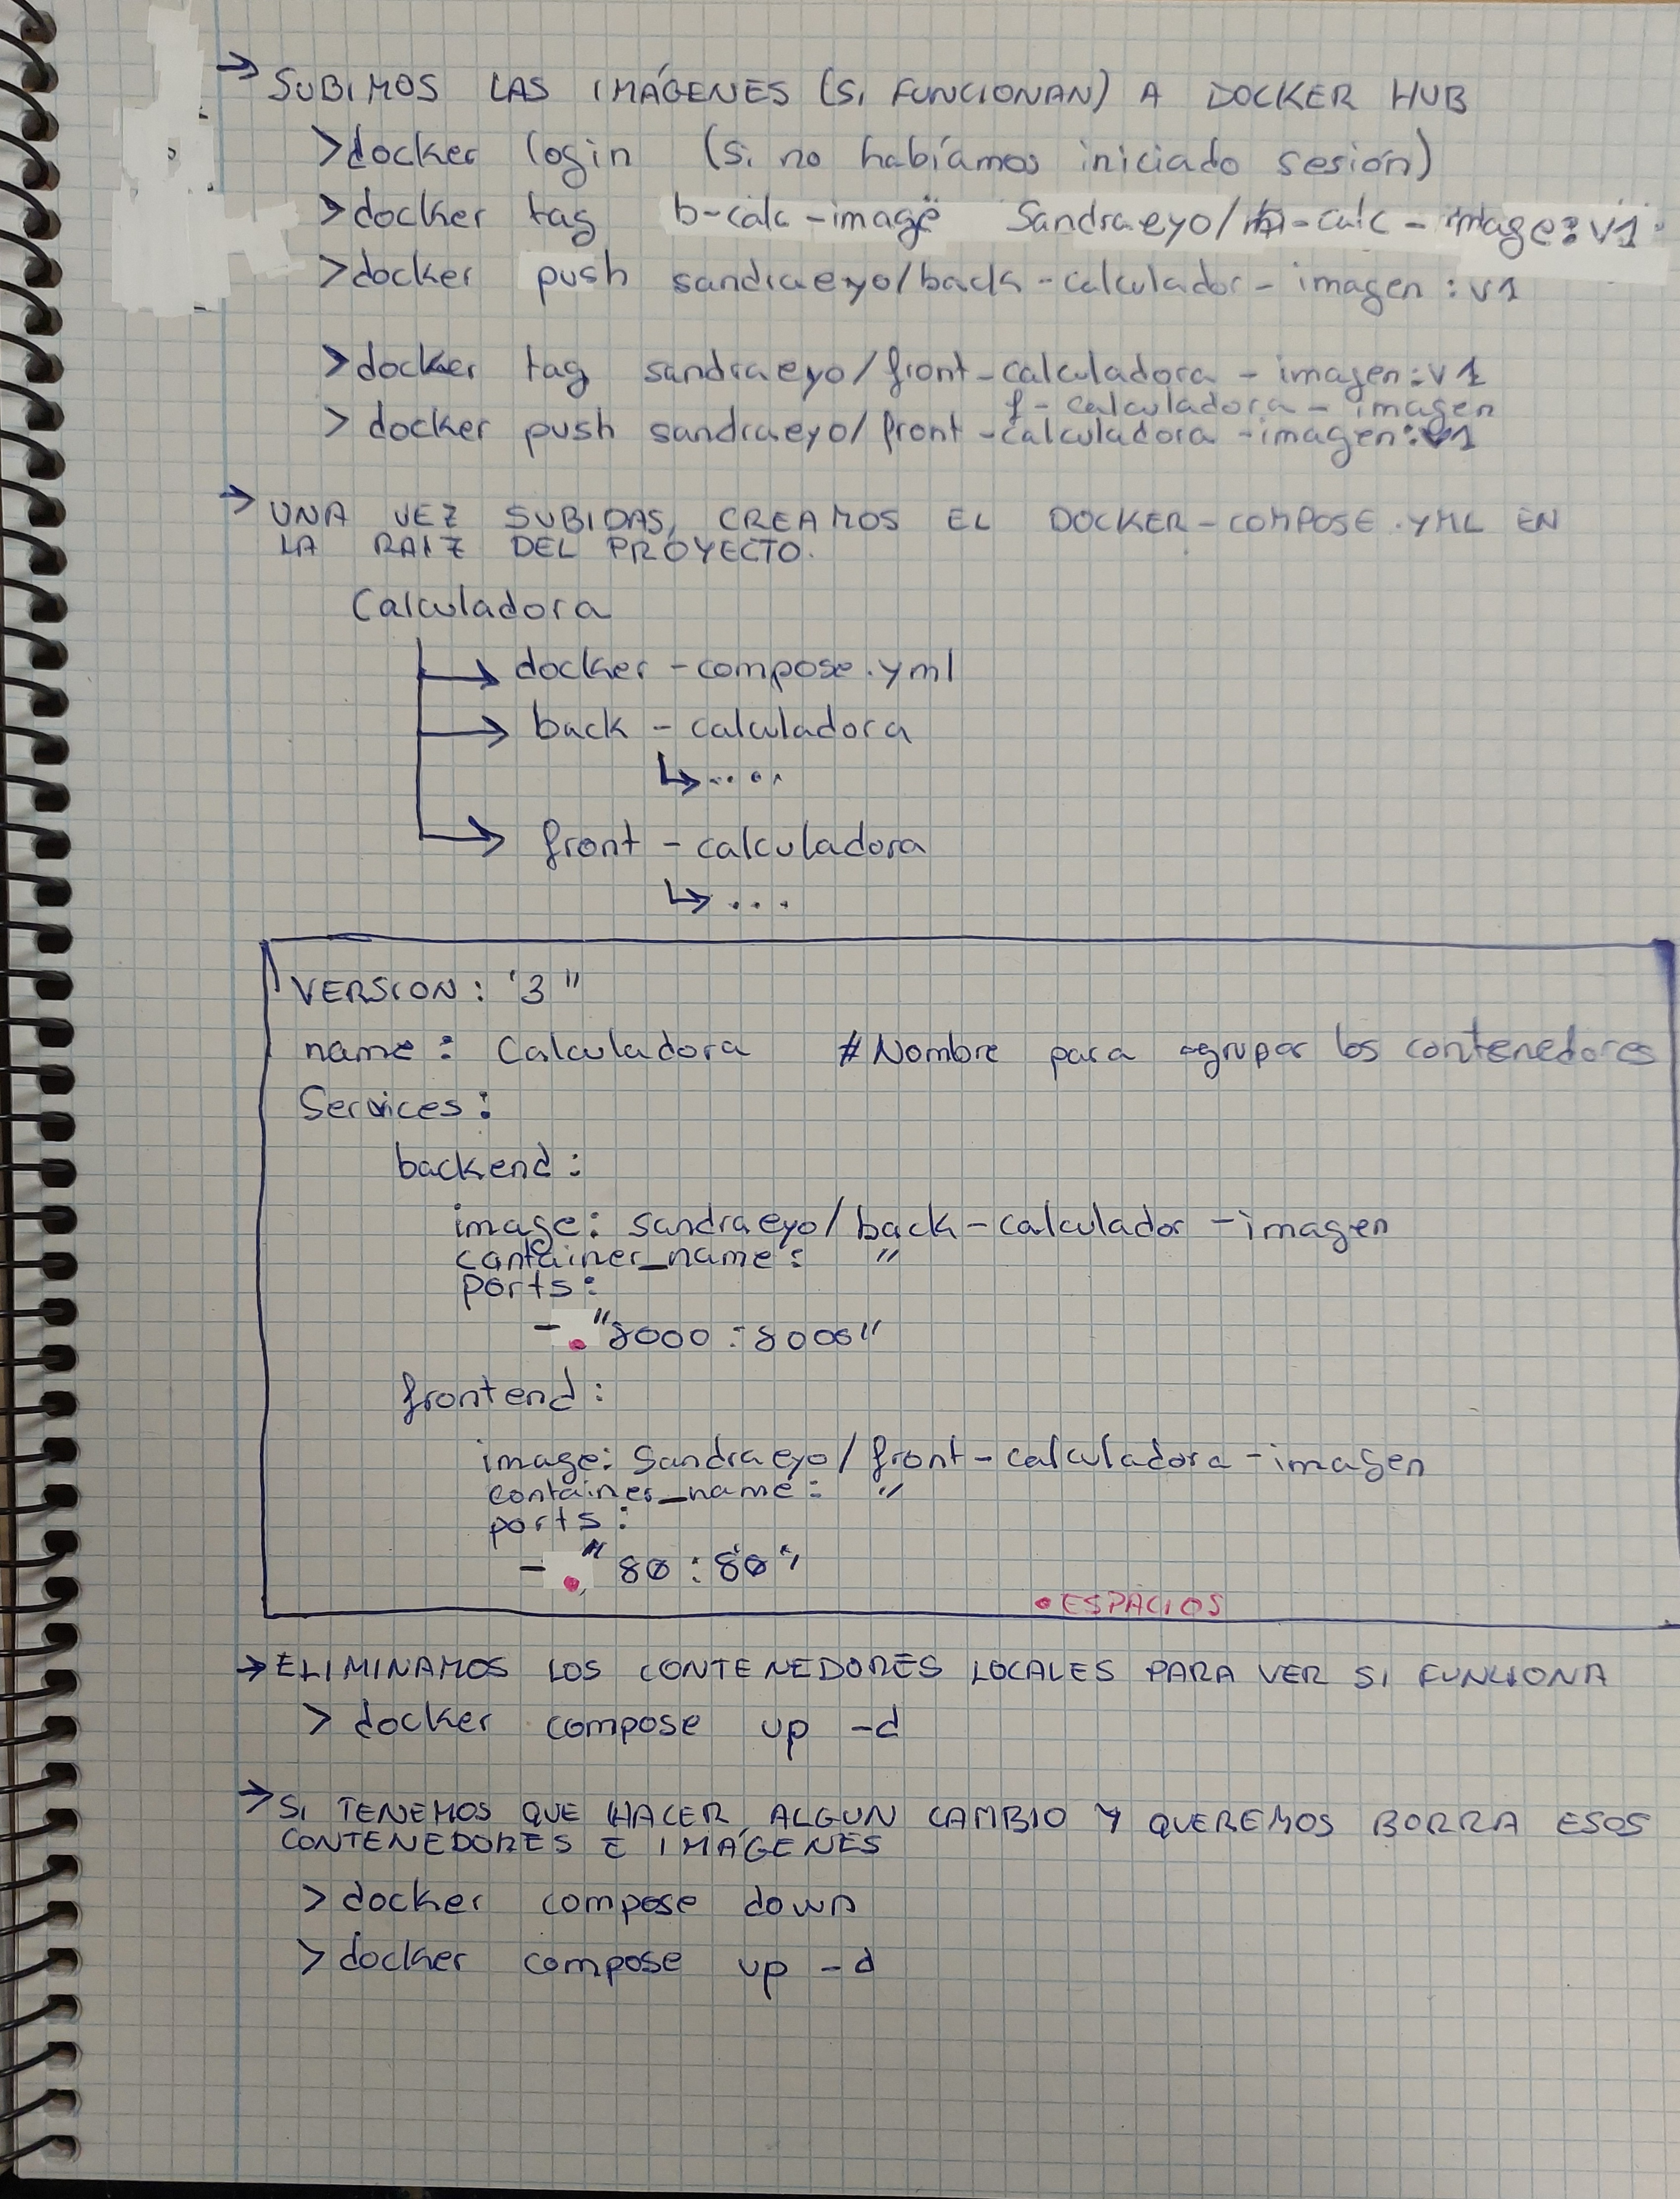 → SUBIMOS LAS IMÁGENES (SI FUNCIONAN) A DOCKER HUB
>docker login (si no habíamos iniciado sesión)
>docker tag b-calc-image Sandraeyo/b-calc-image:v1
>docker push sandraeyo/back-calculador-imagen:v1
>docker tag sandraeyo/front-calculadora-imagen:v1
f-calculadora-imagen
> docker push sandraeyo/front-calculadora-imagen:v1
→ UNA VEZ SUBIDAS, CREAMOS EL DOCKER-COMPOSE.YML EN
LA RAIZ DEL PROYECTO.
Calculadora
→ docker-compose.yml
→ back-calculadora
↳ ....
→ front-calculadora
↳ ...
VERSION: '3"
name: Calculadora #Nombre para agrupar los contenedores
Services:
backend:
image: sandraeyo/back-calculador-imagen
container_name: "
ports:
- "8000:8000"
frontend:
image: Sandraeyo/front-calculadora-imagen
container_name: "
ports:
- "80:80"
• ESPACIOS
→ ELIMINAMOS LOS CONTENEDORES LOCALES PARA VER SI FUNCIONA
> docker compose up -d
→ SI TENEMOS QUE HACER ALGUN CAMBIO Y QUEREMOS BORRA ESOS
CONTENEDORES E IMÁGENES
> docker compose down
> docker compose up -d